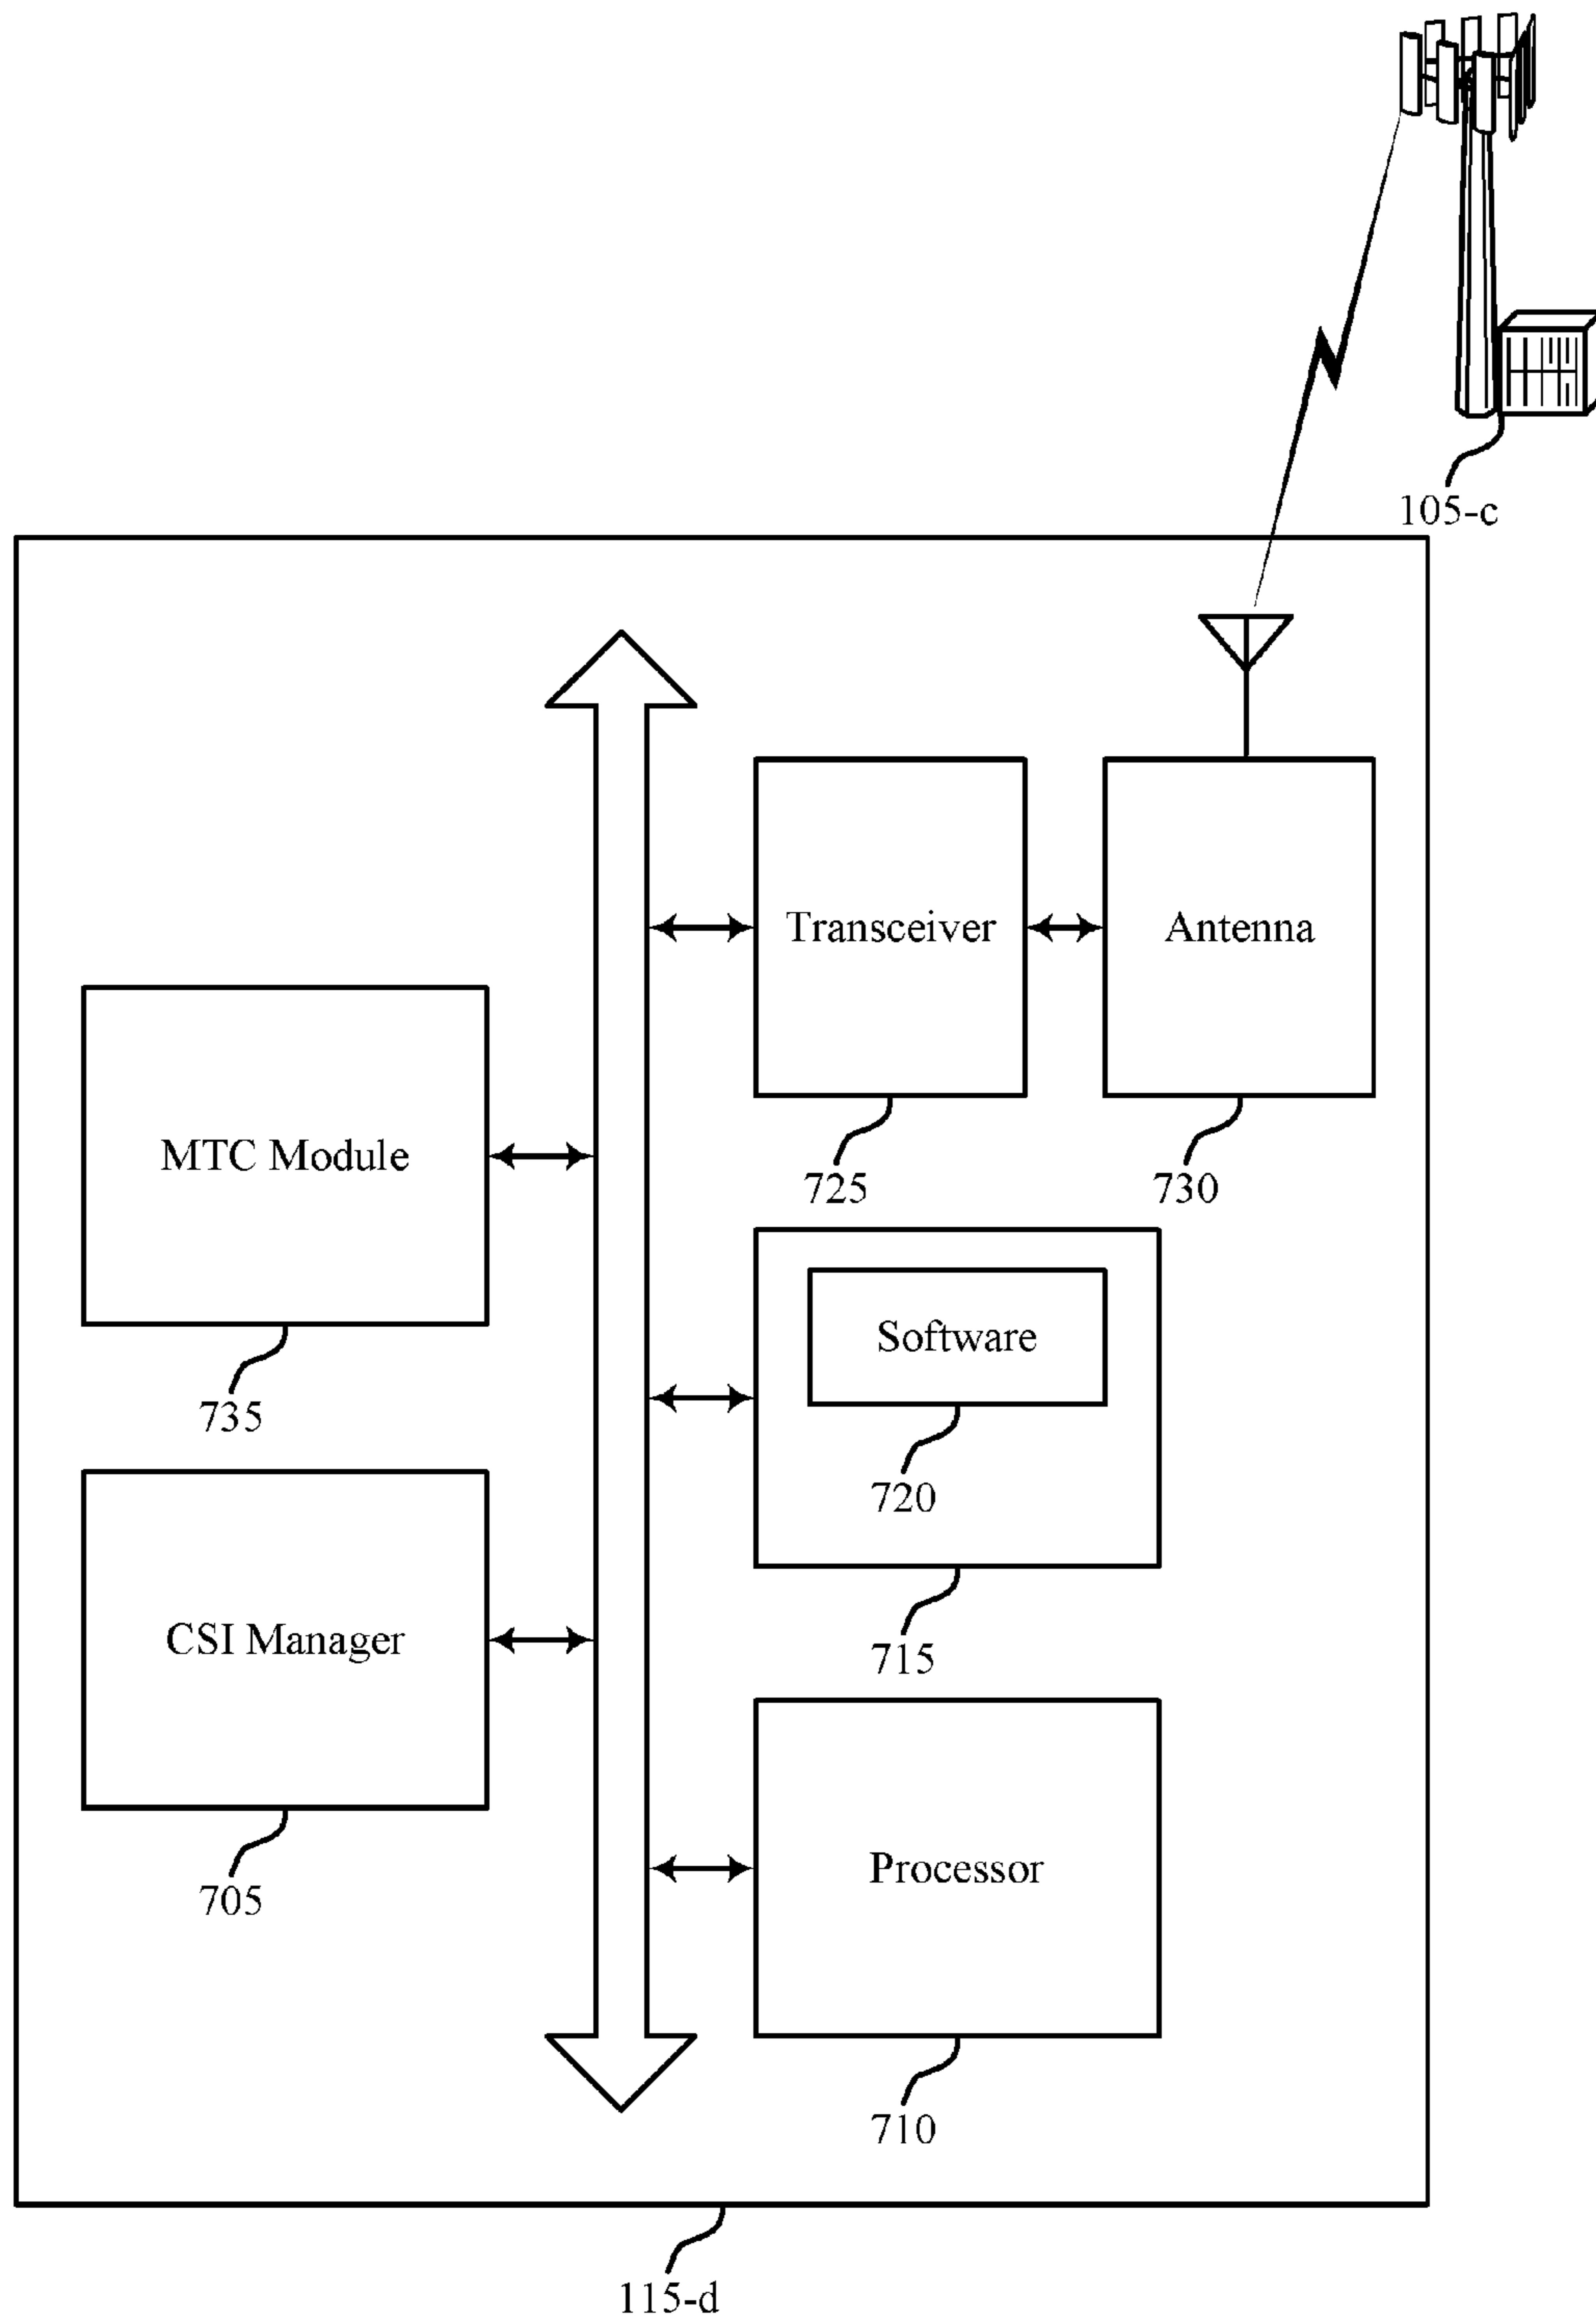 105-c
Transceiver
Antenna
725
730
MTC Module
735
Software
720
715
CSI Manager
705
Processor
710
115-d